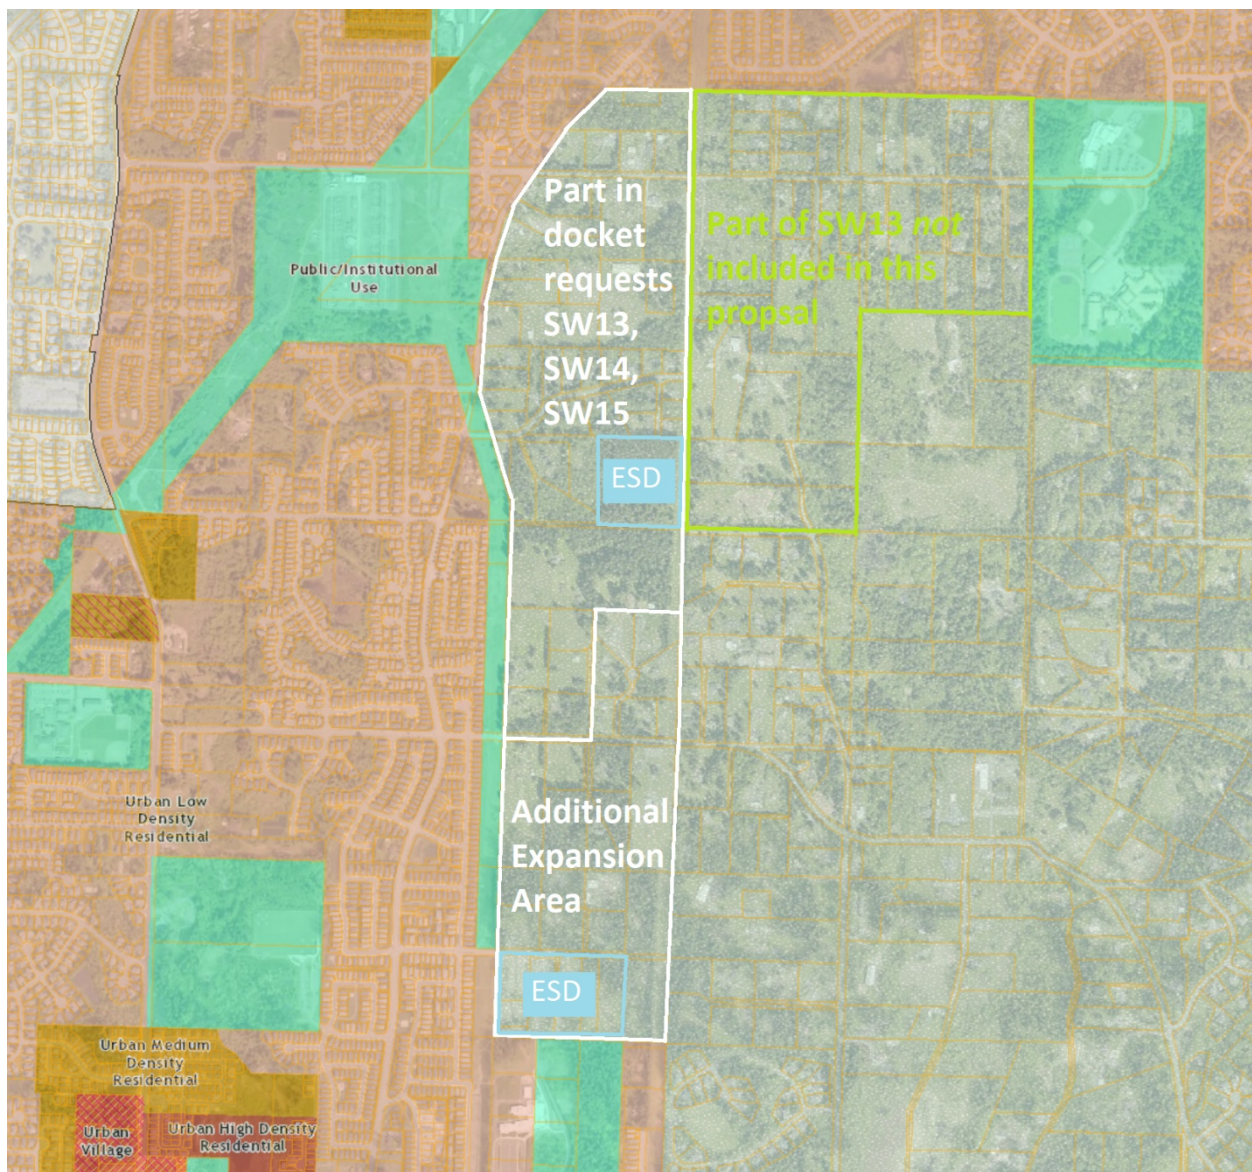 Part in
docket
requests
SW13,
SW14,
SW15
Part of SW13 not
included in this
propsal
Public/Institutional
Use
ESD
Urban Low
Density
Residential
Additional
Expansion
Area
ESD
Urban Medium
Density
Residential
Urban
Village
Urban High Density
Residential